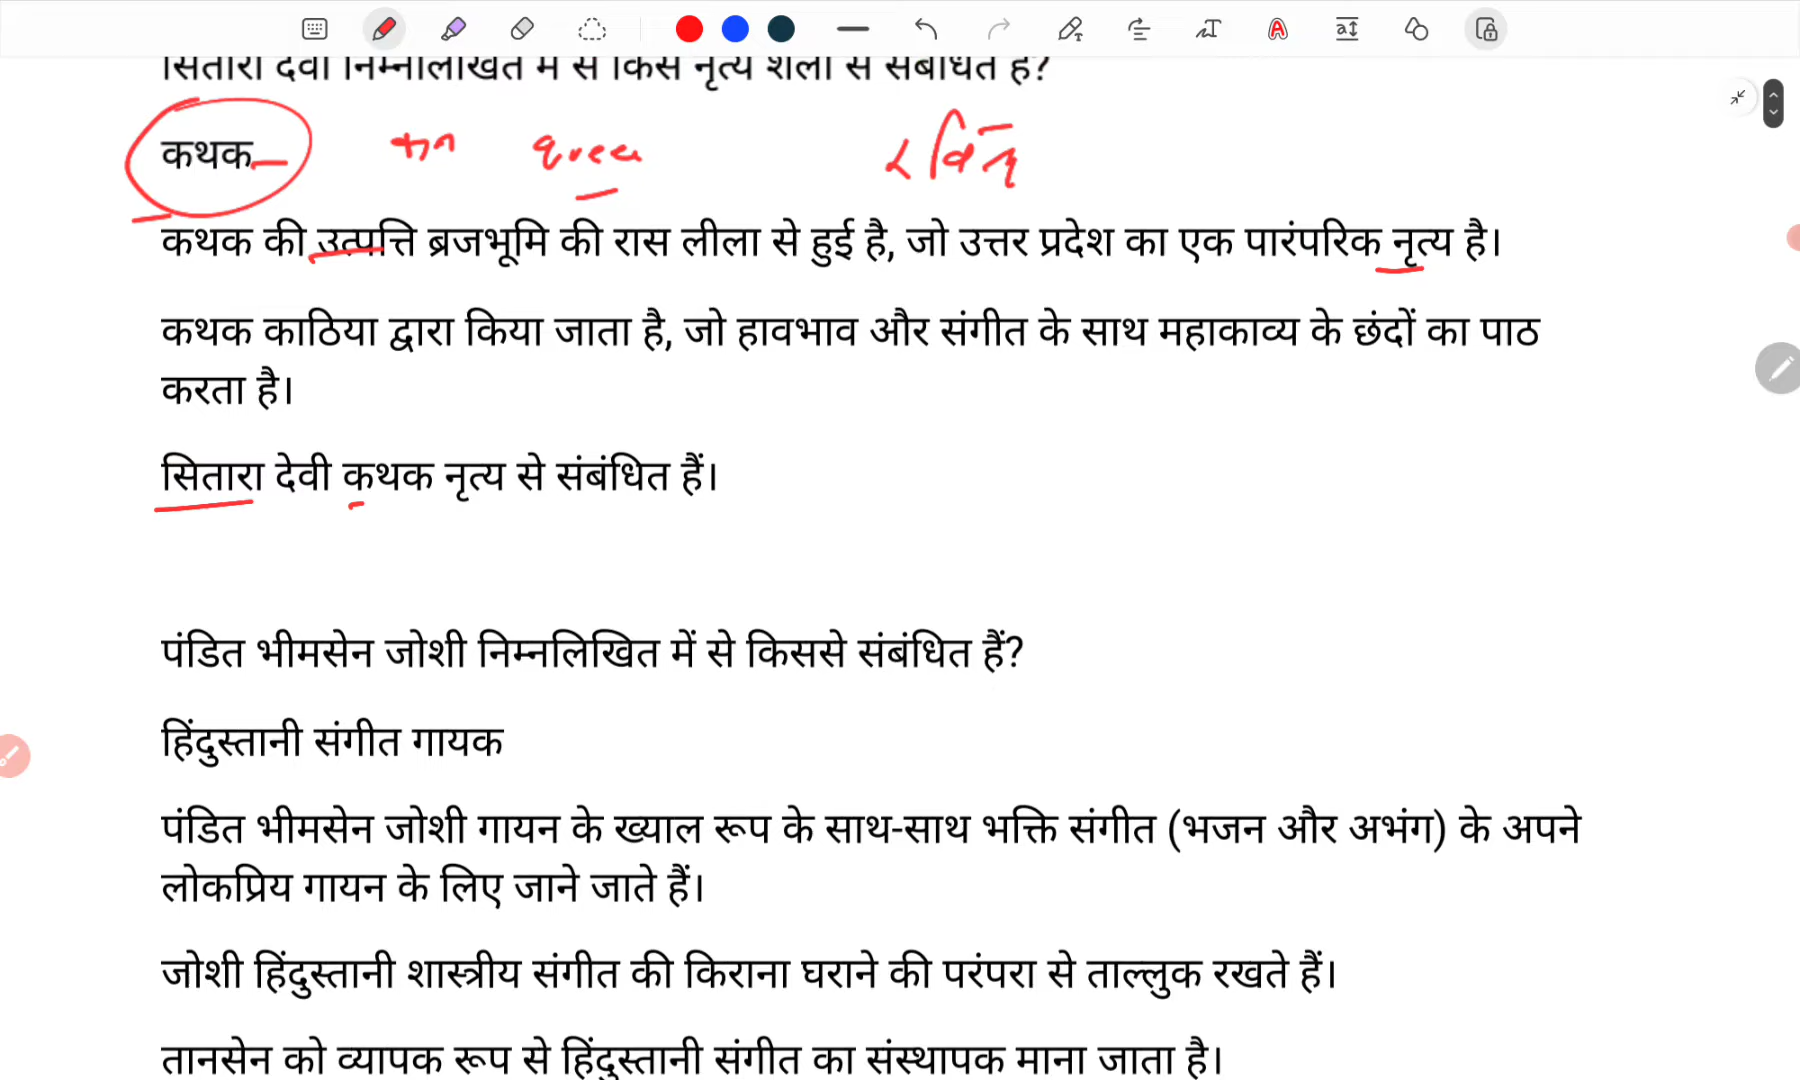 सितारा देवी निम्नलिखित में से किस नृत्य शैली से संबंधित है?
कथक
कथक की उत्पत्ति ब्रजभूमि की रास लीला से हुई है, जो उत्तर प्रदेश का एक पारंपरिक नृत्य है।
कथक काठिया द्वारा किया जाता है, जो हावभाव और संगीत के साथ महाकाव्य के छंदों का पाठ
करता है।
सितारा देवी कथक नृत्य से संबंधित हैं।
पंडित भीमसेन जोशी निम्नलिखित में से किससे संबंधित हैं?
हिंदुस्तानी संगीत गायक
पंडित भीमसेन जोशी गायन के ख्याल रूप के साथ-साथ भक्ति संगीत (भजन और अभंग) के अपने
लोकप्रिय गायन के लिए जाने जाते हैं।
जोशी हिंदुस्तानी शास्त्रीय संगीत की किराना घराने की परंपरा से ताल्लुक रखते हैं।
तानसेन को व्यापक रूप से हिंदुस्तानी संगीत का संस्थापक माना जाता है।